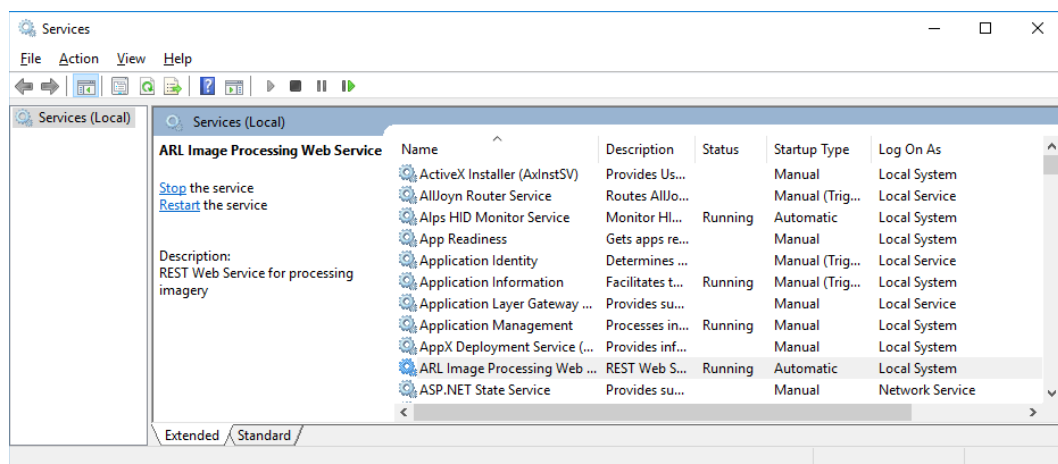 Services
File Action View Help
Services (Local)
Services (Local)
ARL Image Processing Web Service
Stop the service
Restart the service
Description:
REST Web Service for processing
imagery
Name Description Status Startup Type Log On As
ActiveX Installer (AxInstSV) Provides Us... Manual Local System
AllJoyn Router Service Routes AllJo... Manual (Trig... Local Service
Alps HID Monitor Service Monitor HI... Running Automatic Local System
App Readiness Gets apps re... Manual Local System
Application Identity Determines ... Manual (Trig... Local Service
Application Information Facilitates t... Running Manual (Trig... Local System
Application Layer Gateway ... Provides su... Manual Local Service
Application Management Processes in... Running Manual Local System
AppX Deployment Service (... Provides inf... Manual Local System
ARL Image Processing Web ... REST Web S... Running Automatic Local System
ASP.NET State Service Provides su... Manual Network Service
Extended Standard